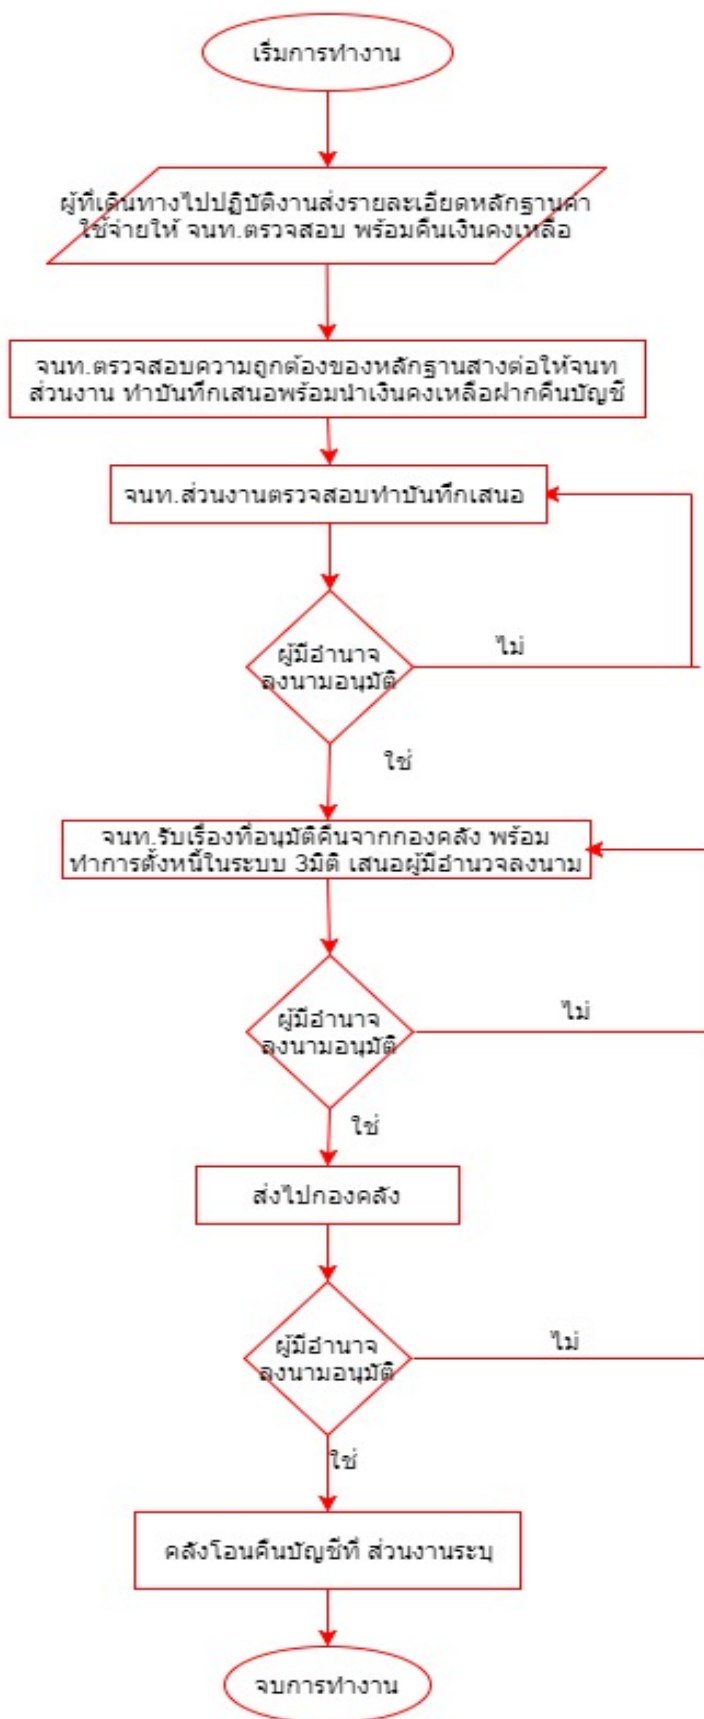 เริ่มการทำงาน
ผู้ที่เดินทางไปปฏิบัติงานส่งรายละเอียดหลักฐานค่า
ใช้จ่ายให้ จนท.ตรวจสอบ พร้อมคืนเงินคงเหลือ
จนท.ตรวจสอบความถูกต้องของหลักฐานสางต่อให้จนท
ส่วนงาน ทำบันทึกเสนอพร้อมนำเงินคงเหลือฝากคืนบัญชี
จนท.ส่วนงานตรวจสอบทำบันทึกเสนอ
ผู้มีอำนาจ
ลงนามอนุมัติ
ไม่
ใช่
จนท.รับเรื่องที่อนุมัติคืนจากกองคลัง พร้อม
ทำการตั้งหนี้ในระบบ 3มิติ เสนอผู้มีอำนวจลงนาม
ผู้มีอำนาจ
ลงนามอนุมัติ
ไม่
ใช่
ส่งไปกองคลัง
ผู้มีอำนาจ
ลงนามอนุมัติ
ไม่
ใช่
คลังโอนคืนบัญชีที่ ส่วนงานระบุ
จบการทำงาน